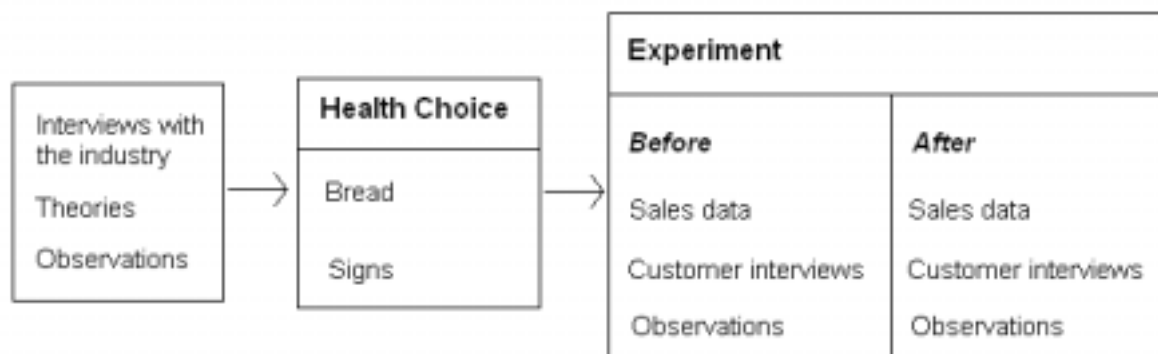 Interviews with
the industry
Theories
Observations
Health Choice
Bread
Signs
Experiment
Before
Sales data
Customer interviews
Observations
After
Sales data
Customer interviews
Observations